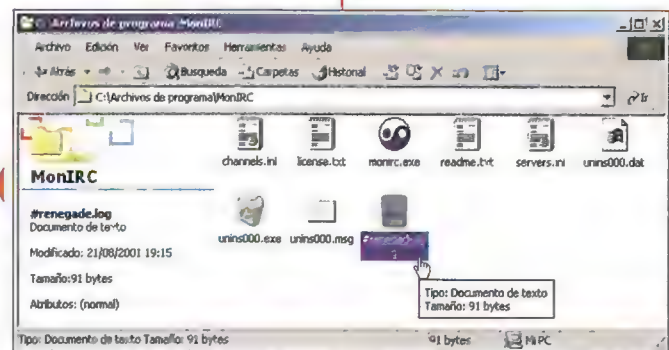 C:\Archivos de programa\MonIRC
Archivo Edición Ver Favoritos Herramientas Ayuda
Atrás Búsqueda Carpetas Historial
Dirección C:\Archivos de programa\MonIRC Ir
channels.ini license.txt monirc.exe readme.txt servers.ini unins000.dat
MonIRC
#renegade.log
Documento de texto
unins000.exe unins000.msg
Modificado: 21/08/2001 19:15
Tamaño: 91 bytes
Atributos: (normal)
Tipo: Documento de texto
Tamaño: 91 bytes
Tipo: Documento de texto Tamaño: 91 bytes 91 bytes Mi PC